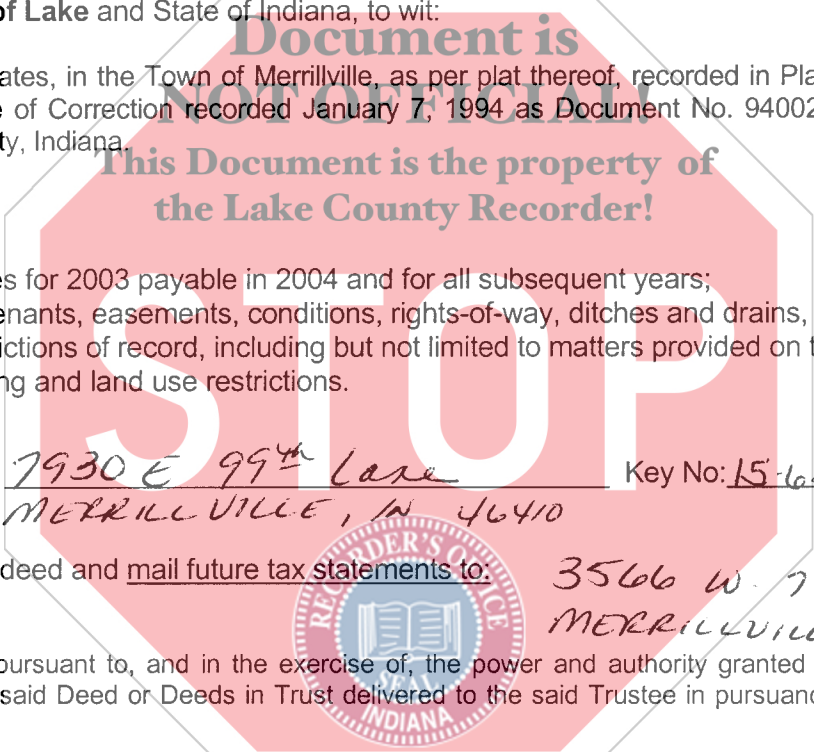 of Lake and State of Indiana, to wit:
Document is
ates, in the Town of Merrillville, as per plat thereof, recorded in Pla
NOT OFFICIAL!
e of Correction recorded January 7, 1994 as Document No. 94002
ty, Indiana.
This Document is the property of
the Lake County Recorder!
es for 2003 payable in 2004 and for all subsequent years;
enants, easements, conditions, rights-of-way, ditches and drains,
ictions of record, including but not limited to matters provided on t
ng and land use restrictions.
STOP
7930 E 99th Lane Key No: 15-6
MERRILLVILLE, IN 46410
deed and mail future tax statements to: 3566 W. 7
MERRILLVILL
RECORDER'S OFFICE
SEAL
INDIANA
pursuant to, and in the exercise of, the power and authority granted
said Deed or Deeds in Trust delivered to the said Trustee in pursuanc